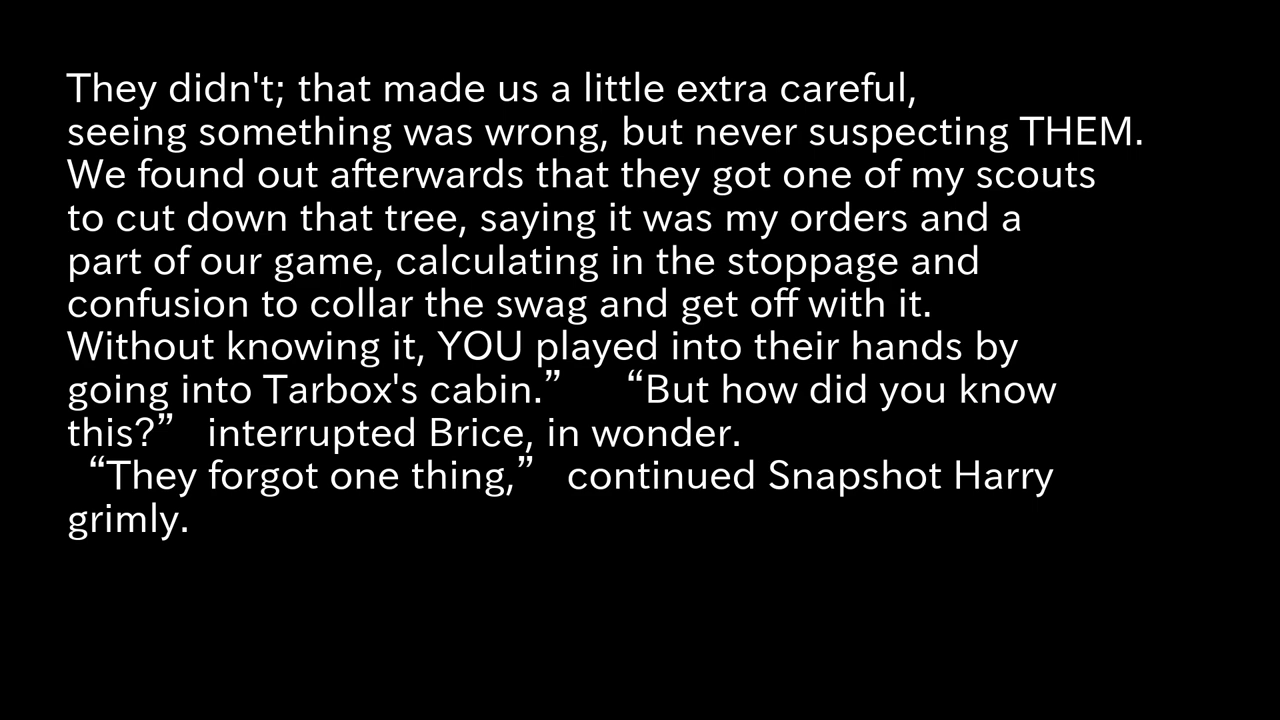 They didn't; that made us a little extra careful,
seeing something was wrong, but never suspecting THEM.
We found out afterwards that they got one of my scouts
to cut down that tree, saying it was my orders and a
part of our game, calculating in the stoppage and
confusion to collar the swag and get off with it.
Without knowing it, YOU played into their hands by
going into Tarbox's cabin.” “But how did you know
this?” interrupted Brice, in wonder.
“They forgot one thing,” continued Snapshot Harry
grimly.